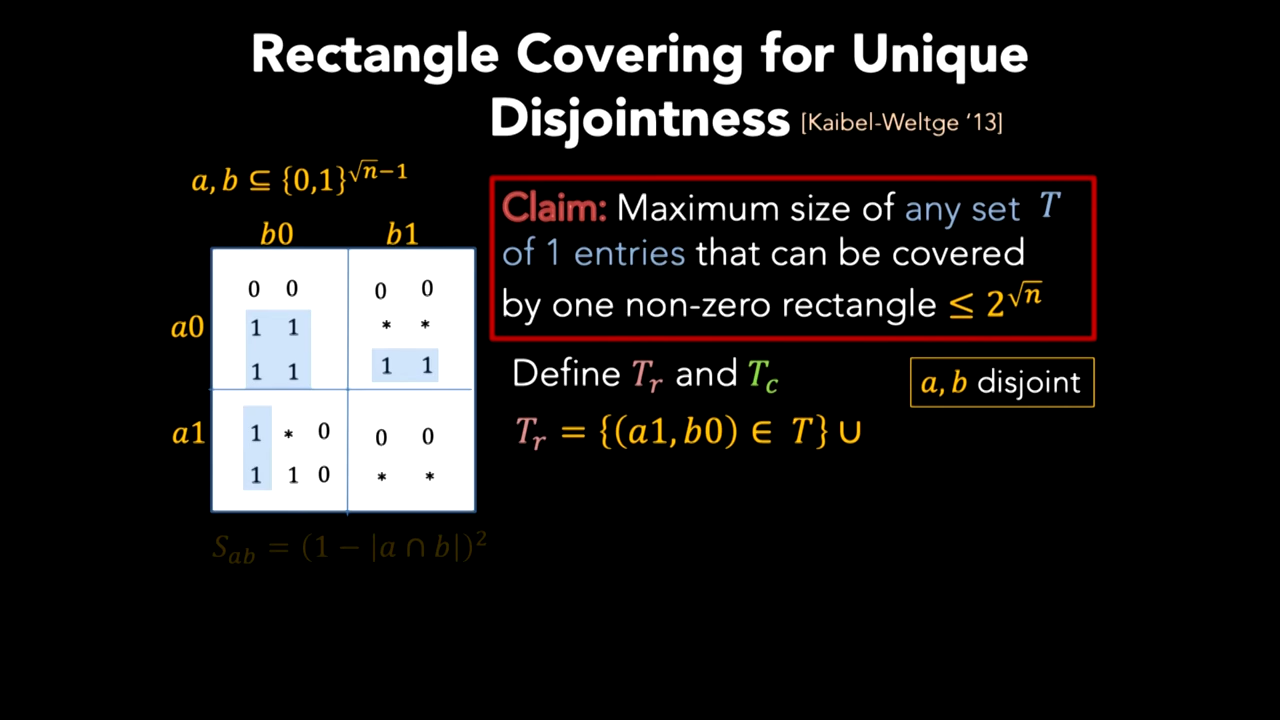 Rectangle Covering for Unique
Disjointness [Kaibel-Weltge ‘13]
a, b ⊆ {0,1}^{√n−1}
b0 b1
a0
a1
0 0 0 0
1 1 * *
1 1 1 1
1 * 0 0 0
1 1 0 * *
S_{ab} = (1 − |a ∩ b|)^2
Claim: Maximum size of any set T
of 1 entries that can be covered
by one non-zero rectangle ≤ 2^{√n}
Define T_r and T_c
a, b disjoint
T_r = {(a1, b0) ∈ T} ∪